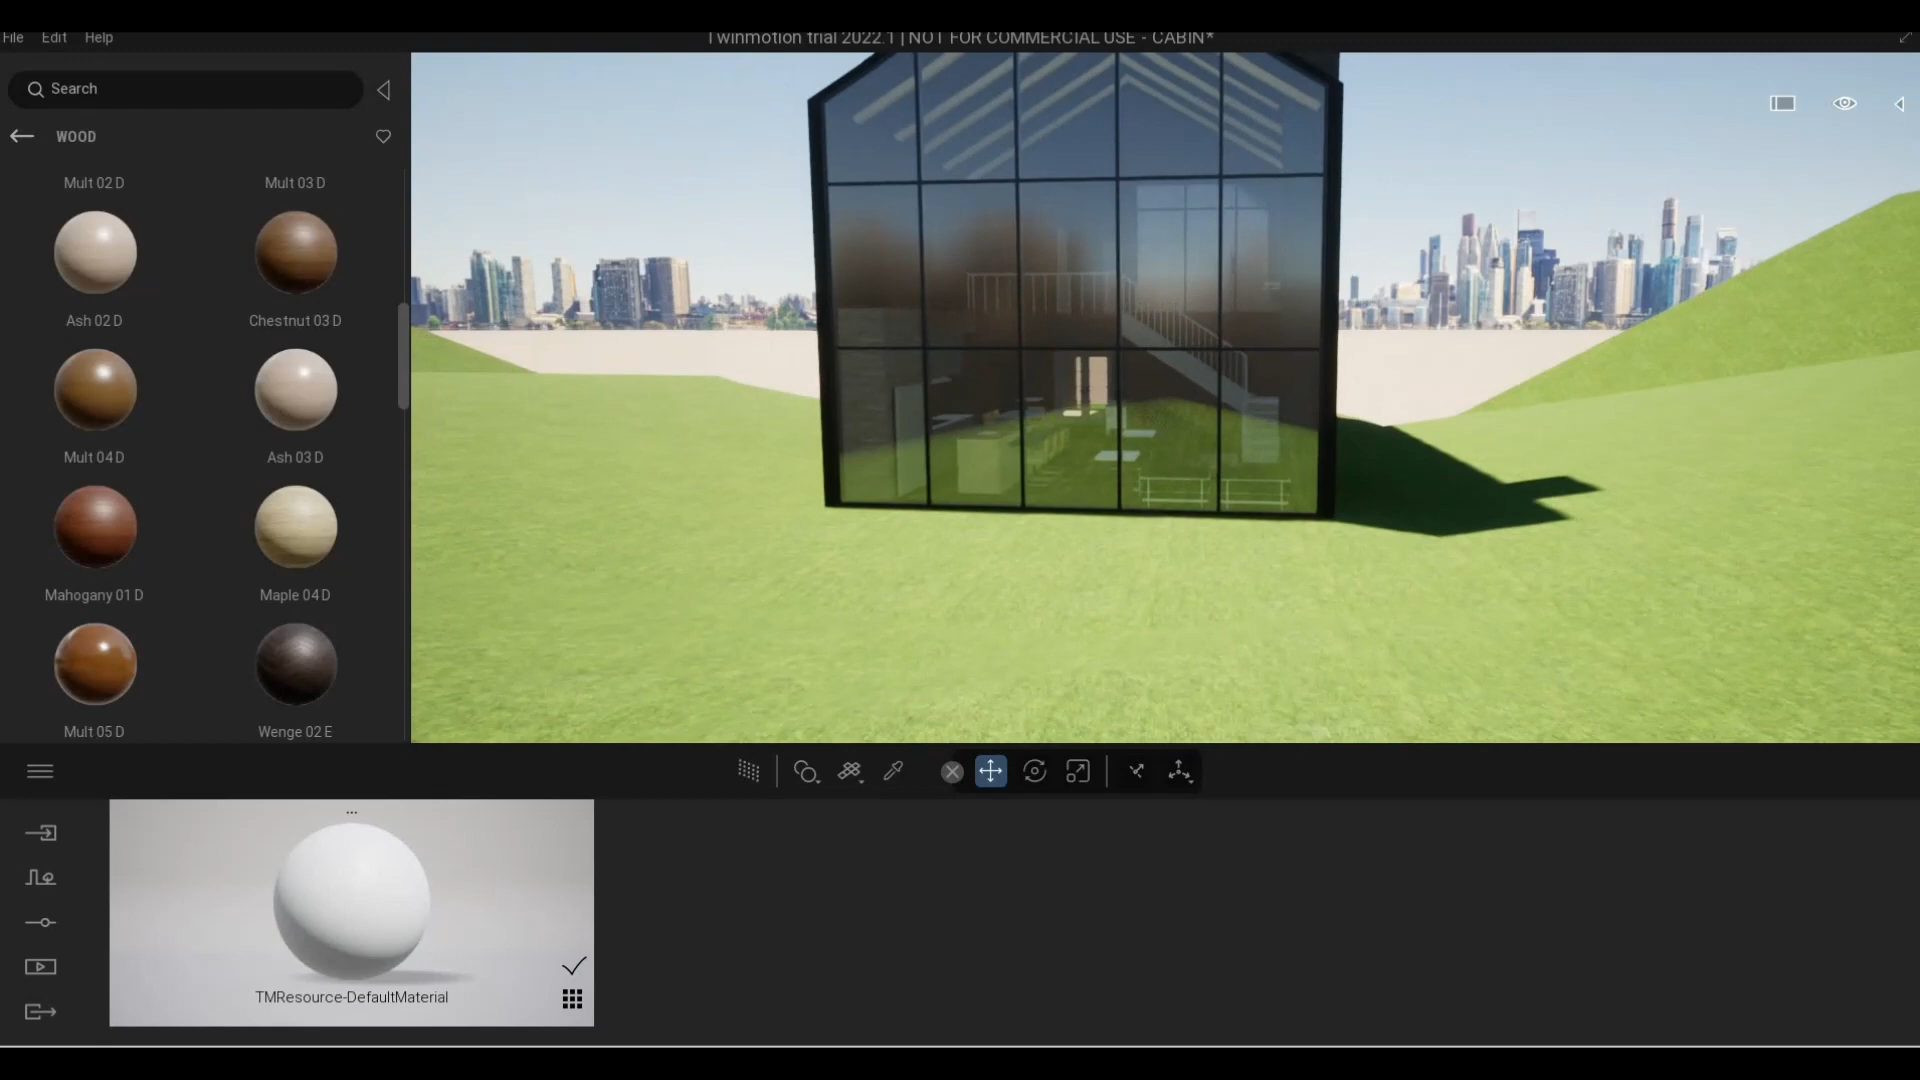 File Edit Help
Twinmotion trial 2022.1 | NOT FOR COMMERCIAL USE - CABIN*
Search
WOOD
Mult 02 D Mult 03 D
Ash 02 D Chestnut 03 D
Mult 04 D Ash 03 D
Mahogany 01 D Maple 04 D
Mult 05 D Wenge 02 E
TMResource-DefaultMaterial